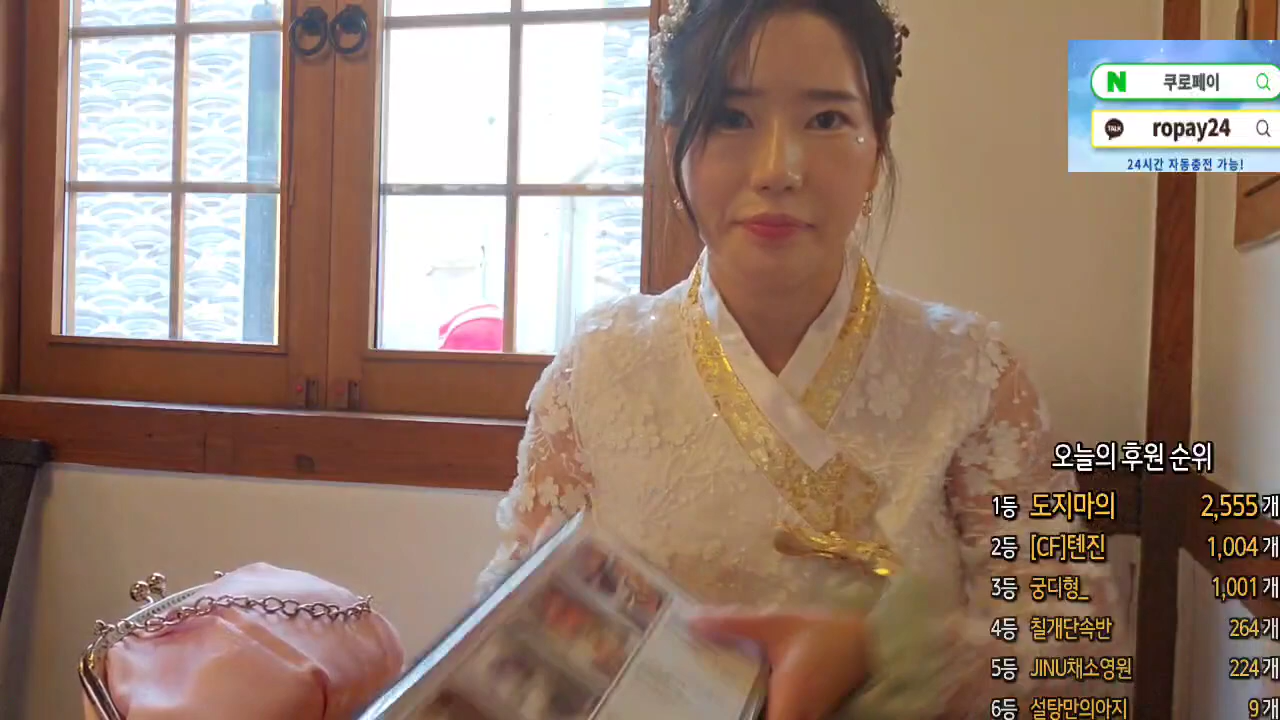 N 쿠로페이
TALK ropay24
24시간 자동충전 가능!
오늘의 후원 순위
1등 도지마의 2,555개
2등 [CF]텐진 1,004개
3등 궁디형_ 1,001개
4등 칠개단속반 264개
5등 JINU채소영원 224개
6등 설탕만의아지 9개